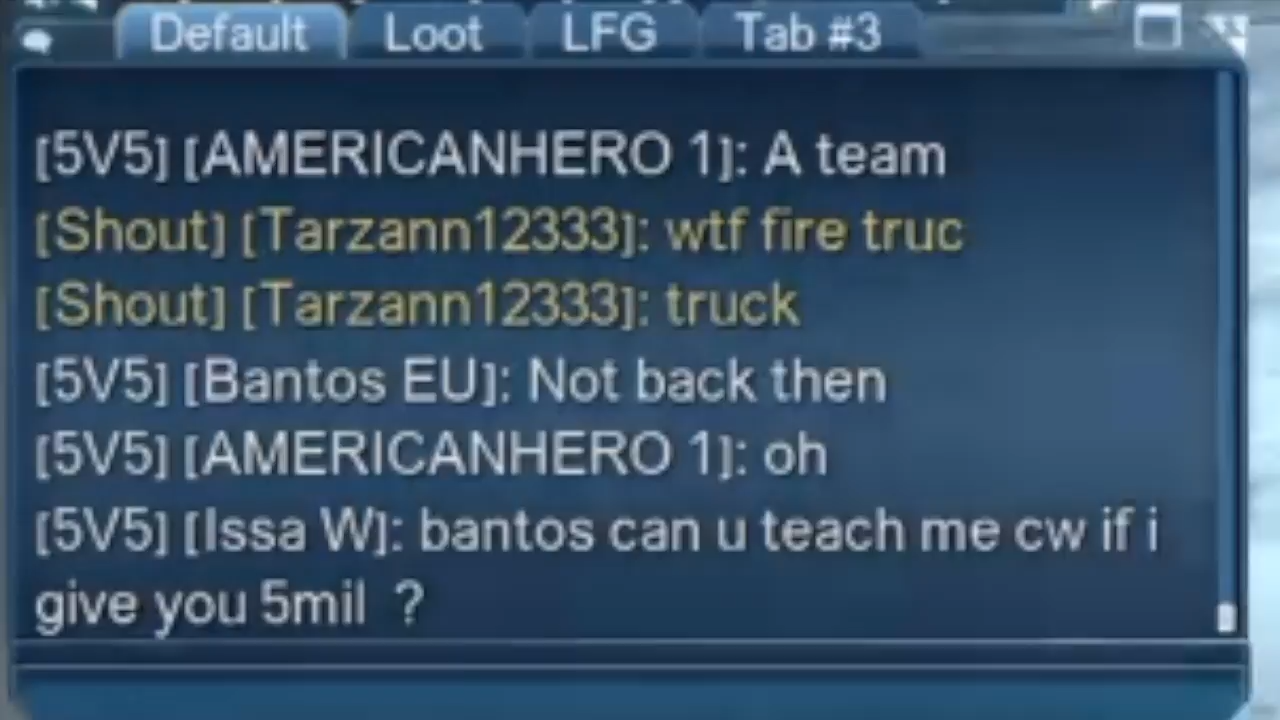 Default Loot LFG Tab #3
[5V5] [AMERICANHERO 1]: A team
[Shout] [Tarzann12333]: wtf fire truc
[Shout] [Tarzann12333]: truck
[5V5] [Bantos EU]: Not back then
[5V5] [AMERICANHERO 1]: oh
[5V5] [Issa W]: bantos can u teach me cw if i
give you 5mil ?